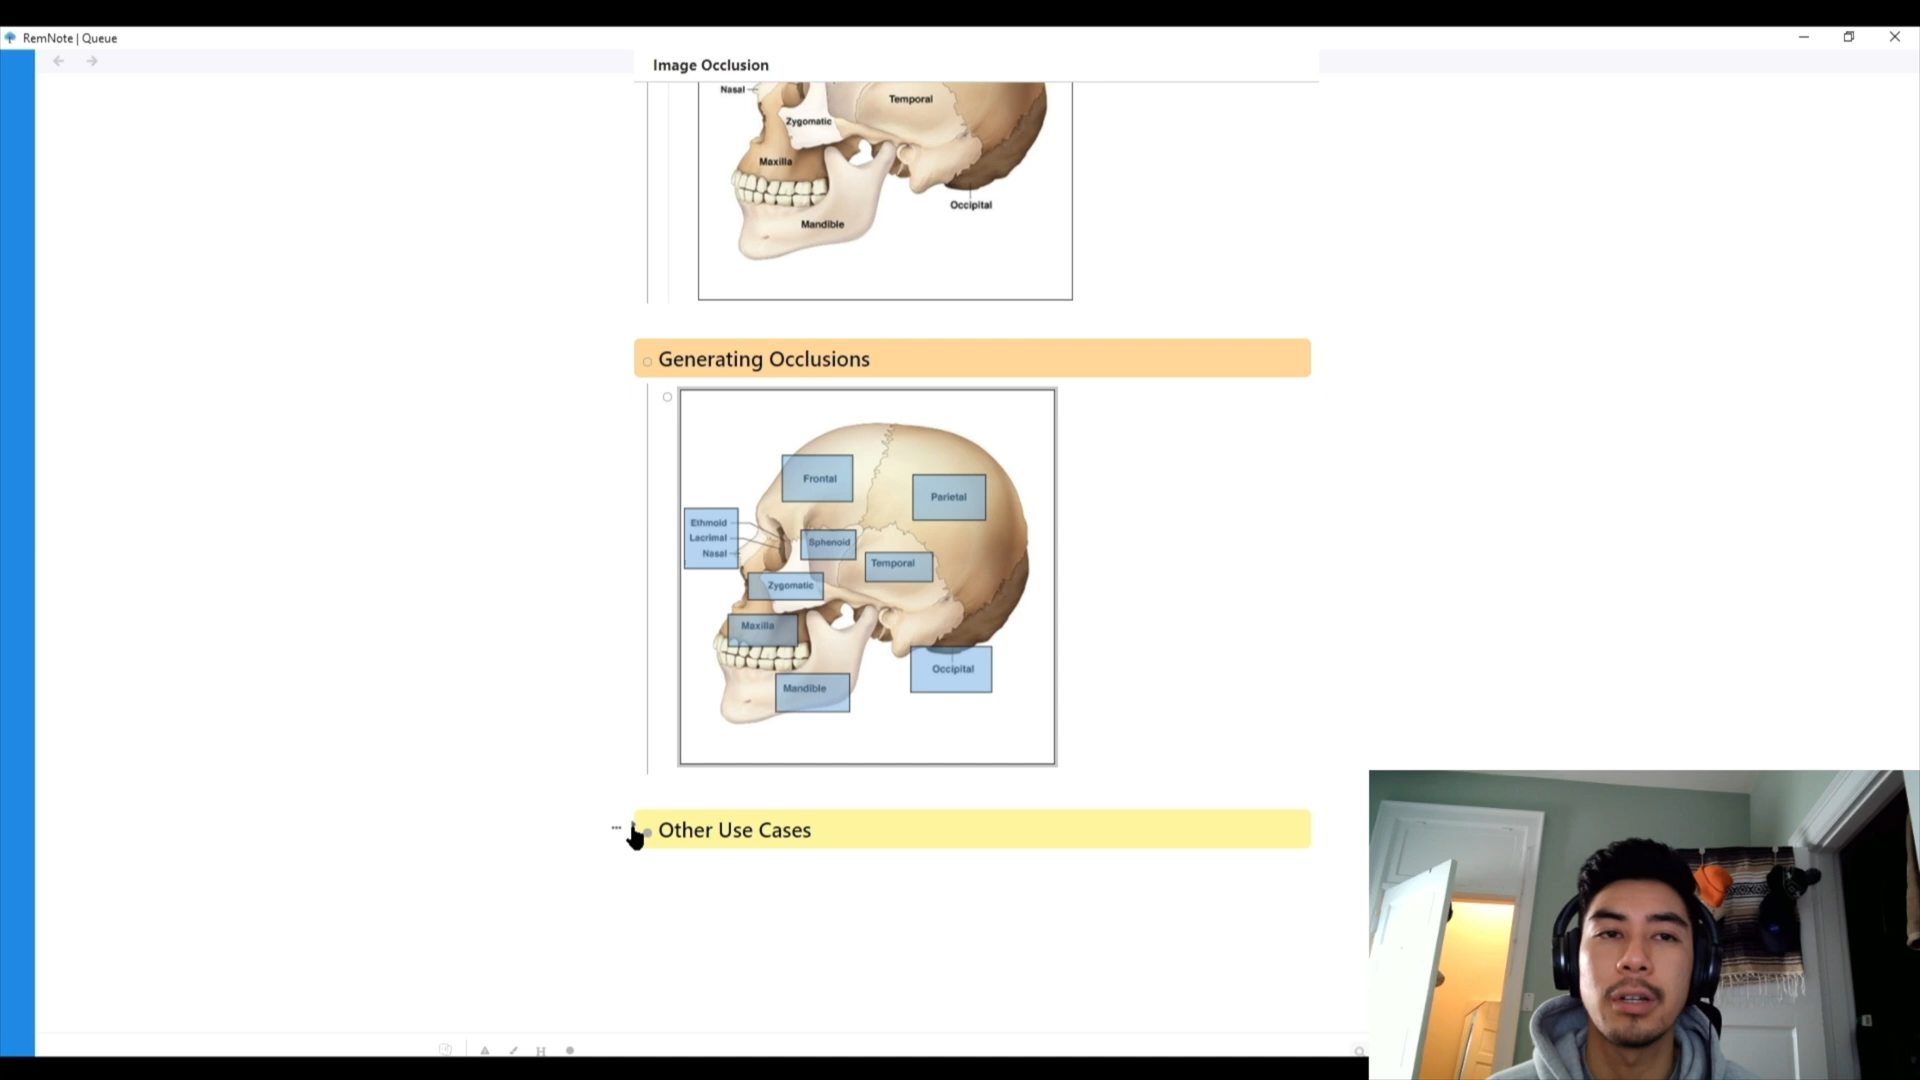 RemNote | Queue
Image Occlusion
Nasal
Temporal
Zygomatic
Maxilla
Occipital
Mandible
Generating Occlusions
Frontal
Parietal
Ethmoid
Lacrimal
Nasal
Sphenoid
Temporal
Zygomatic
Maxilla
Occipital
Mandible
Other Use Cases
H